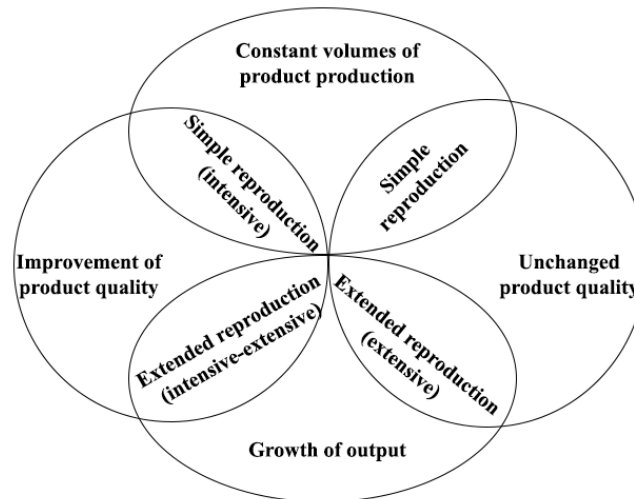 Constant volumes of
product production
Simple reproduction
(intensive)
Simple
reproduction
Improvement of
product quality
Unchanged
product quality
Extended reproduction
(intensive-extensive)
Extended reproduction
(extensive)
Growth of output